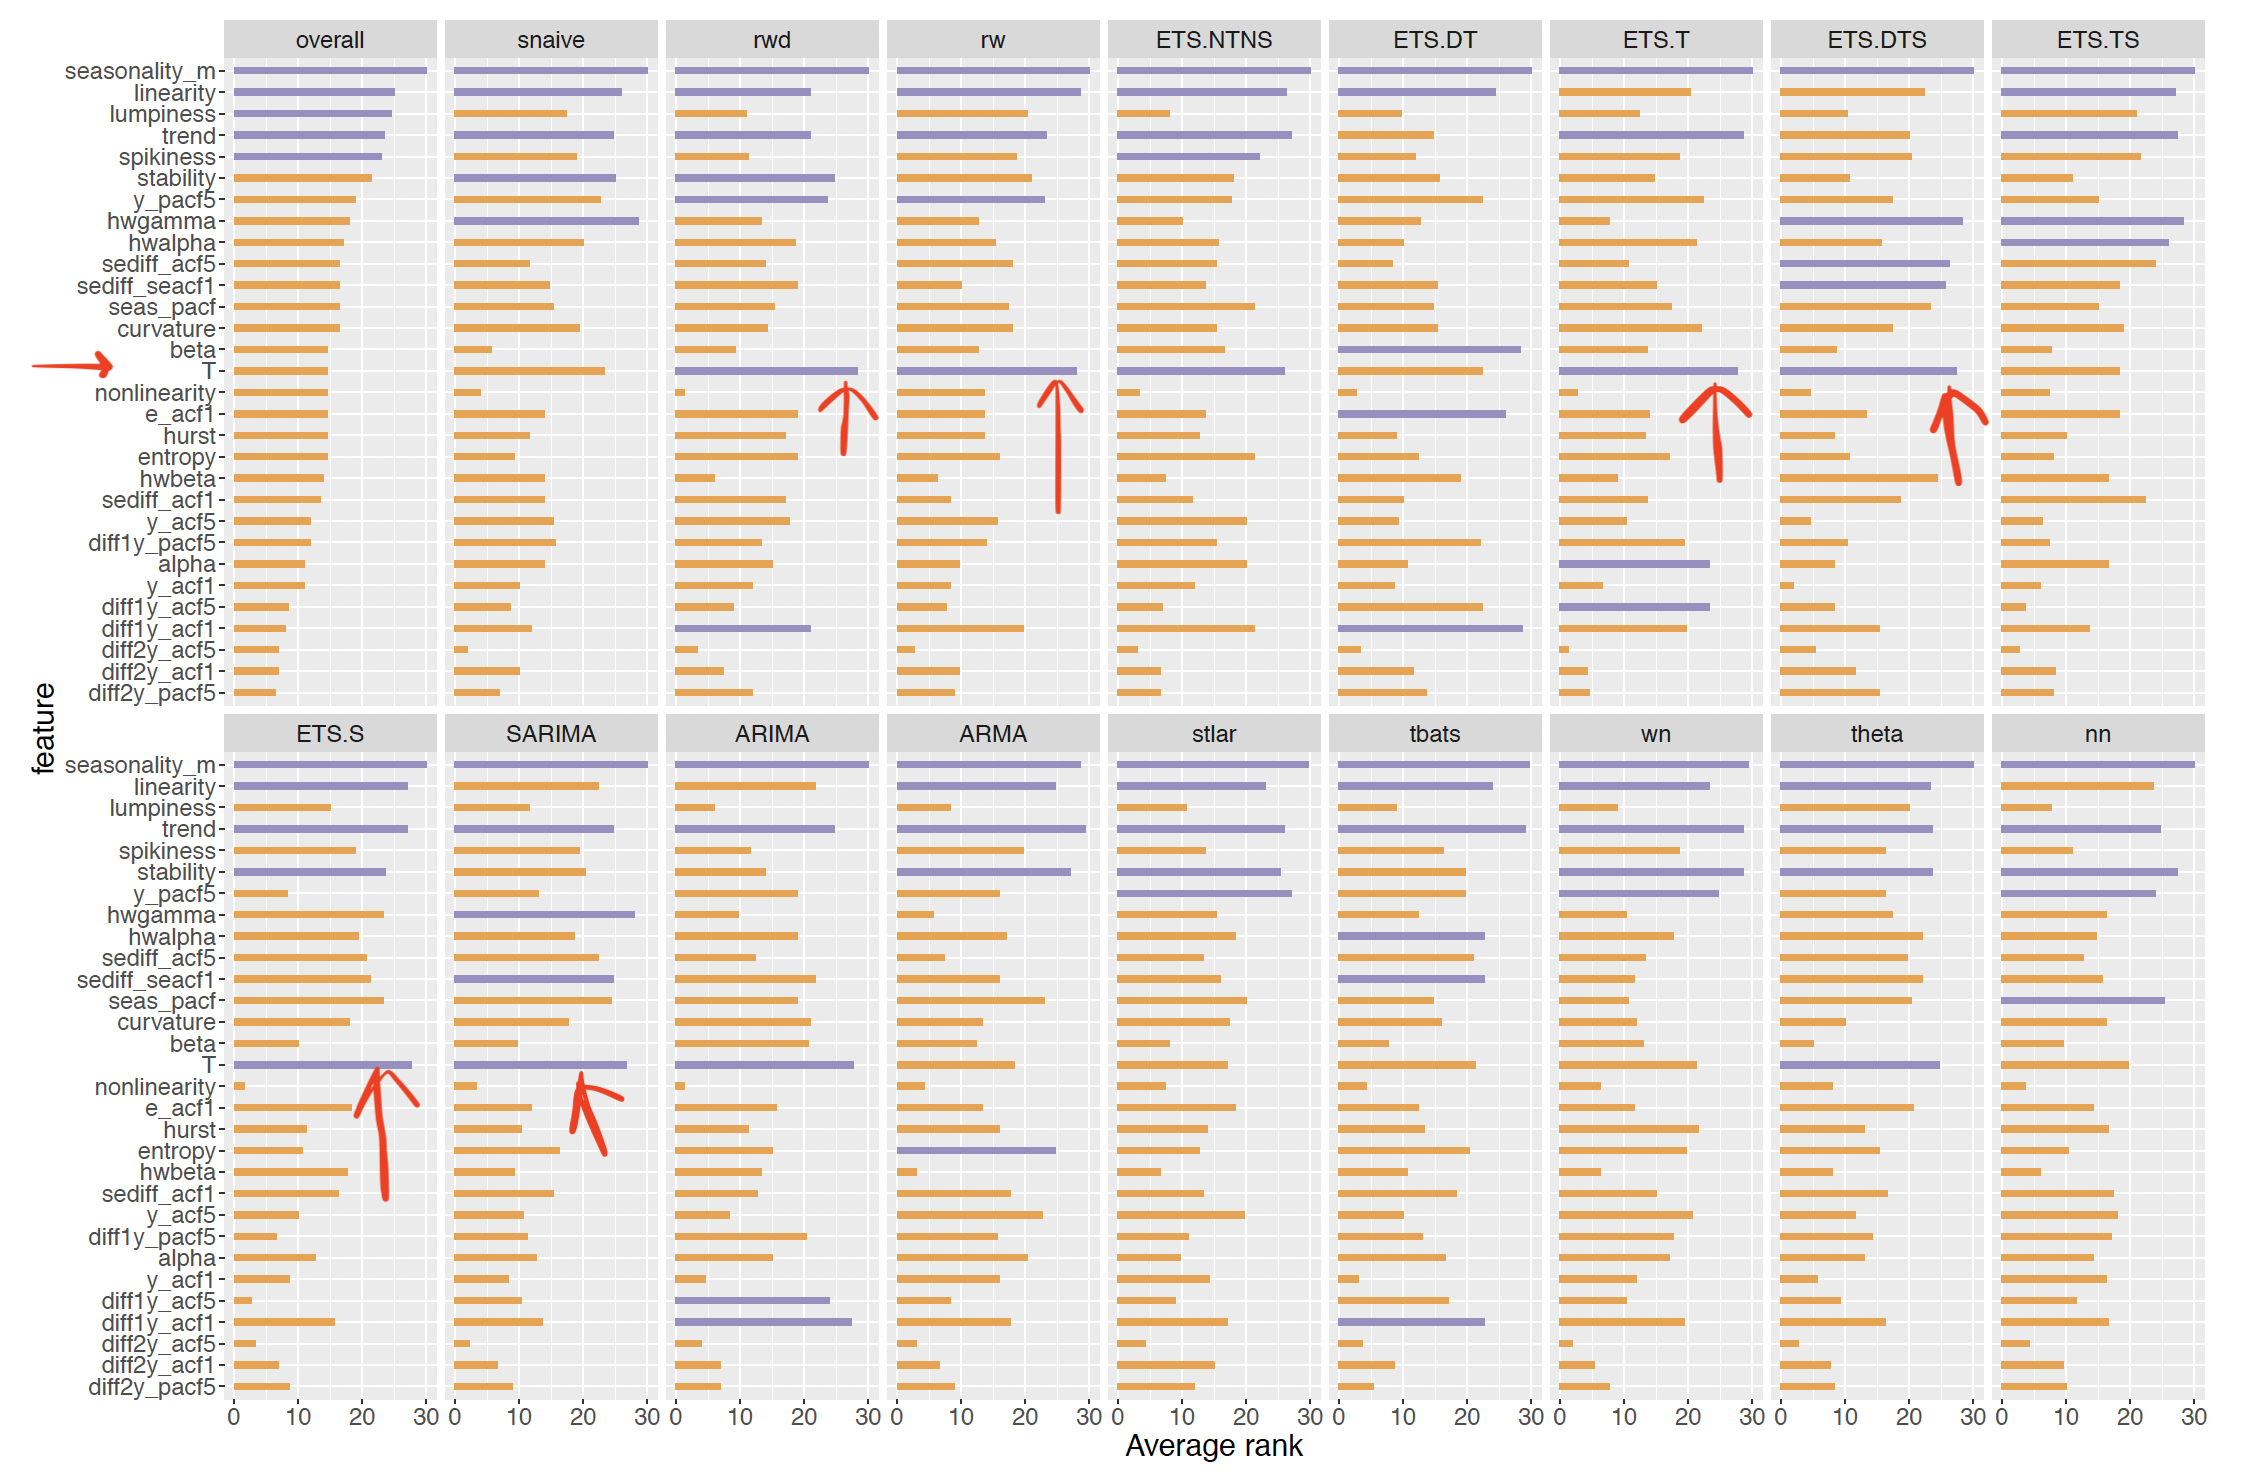 overall snaive rwd rw ETS.NTNS ETS.DT ETS.T ETS.DTS ETS.TS
seasonality_m
linearity
lumpiness
trend
spikiness
stability
y_pacf5
hwgamma
hwalpha
sediff_acf5
sediff_seacf1
seas_pacf
curvature
beta
T
nonlinearity
e_acf1
hurst
entropy
hwbeta
sediff_acf1
y_acf5
diff1y_pacf5
alpha
y_acf1
diff1y_acf5
diff1y_acf1
diff2y_acf5
diff2y_acf1
diff2y_pacf5
feature
ETS.S SARIMA ARIMA ARMA stlar tbats wn theta nn
seasonality_m
linearity
lumpiness
trend
spikiness
stability
y_pacf5
hwgamma
hwalpha
sediff_acf5
sediff_seacf1
seas_pacf
curvature
beta
T
nonlinearity
e_acf1
hurst
entropy
hwbeta
sediff_acf1
y_acf5
diff1y_pacf5
alpha
y_acf1
diff1y_acf5
diff1y_acf1
diff2y_acf5
diff2y_acf1
diff2y_pacf5
0 10 20 30 0 10 20 30 0 10 20 30 0 10 20 30 0 10 20 30 0 10 20 30 0 10 20 30 0 10 20 30 0 10 20 30
Average rank